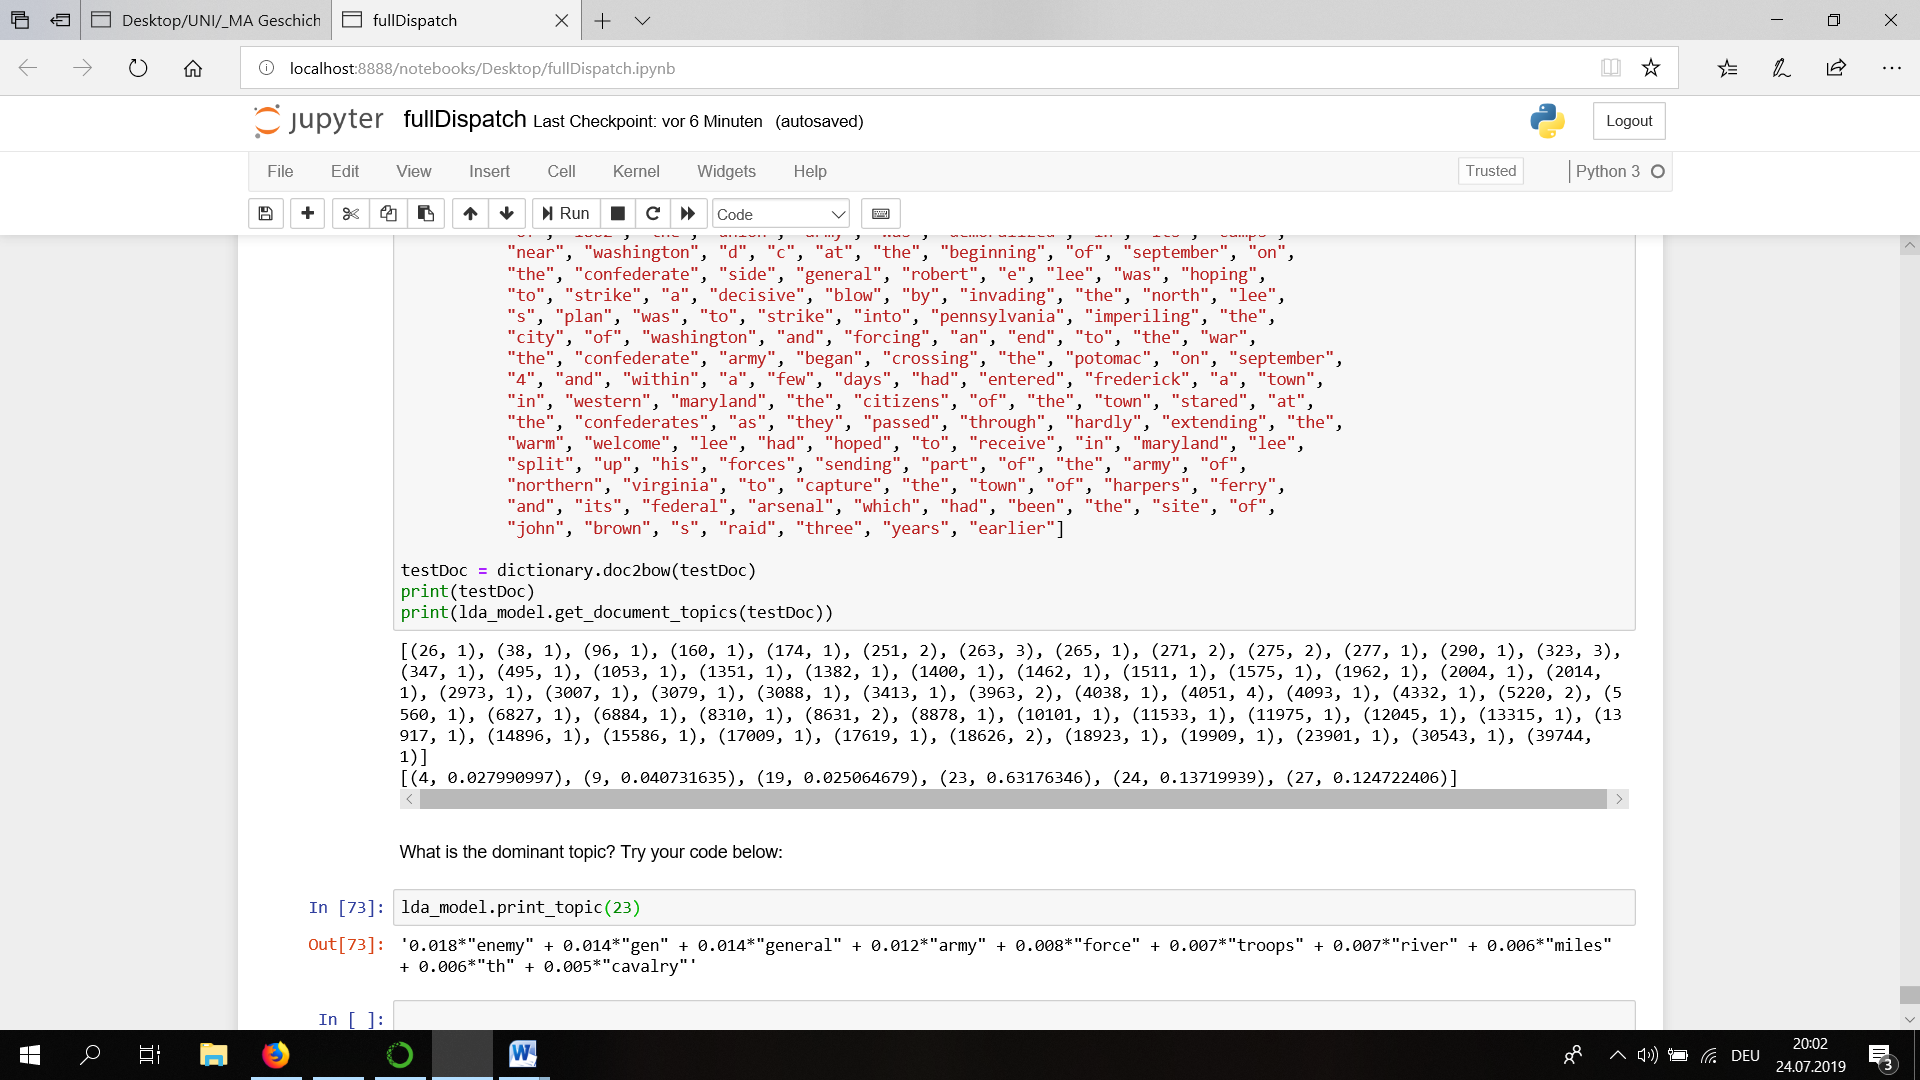 Desktop/UNI/_MA Geschich
fullDispatch
localhost:8888/notebooks/Desktop/fullDispatch.ipynb
jupyter fullDispatch Last Checkpoint: vor 6 Minuten (autosaved)
Logout
File Edit View Insert Cell Kernel Widgets Help
Trusted Python 3
Run Code
"near", "washington", "d", "c", "at", "the", "beginning", "of", "september", "on",
"the", "confederate", "side", "general", "robert", "e", "lee", "was", "hoping",
"to", "strike", "a", "decisive", "blow", "by", "invading", "the", "north", "lee",
"s", "plan", "was", "to", "strike", "into", "pennsylvania", "imperiling", "the",
"city", "of", "washington", "and", "forcing", "an", "end", "to", "the", "war",
"the", "confederate", "army", "began", "crossing", "the", "potomac", "on", "september",
"4", "and", "within", "a", "few", "days", "had", "entered", "frederick", "a", "town",
"in", "western", "maryland", "the", "citizens", "of", "the", "town", "stared", "at",
"the", "confederates", "as", "they", "passed", "through", "hardly", "extending", "the",
"warm", "welcome", "lee", "had", "hoped", "to", "receive", "in", "maryland", "lee",
"split", "up", "his", "forces", "sending", "part", "of", "the", "army", "of",
"northern", "virginia", "to", "capture", "the", "town", "of", "harpers", "ferry",
"and", "its", "federal", "arsenal", "which", "had", "been", "the", "site", "of",
"john", "brown", "s", "raid", "three", "years", "earlier"]
testDoc = dictionary.doc2bow(testDoc)
print(testDoc)
print(lda_model.get_document_topics(testDoc))
[(26, 1), (38, 1), (96, 1), (160, 1), (174, 1), (251, 2), (263, 3), (265, 1), (271, 2), (275, 2), (277, 1), (290, 1), (323, 3),
(347, 1), (495, 1), (1053, 1), (1351, 1), (1382, 1), (1400, 1), (1462, 1), (1511, 1), (1575, 1), (1962, 1), (2004, 1), (2014,
1), (2973, 1), (3007, 1), (3079, 1), (3088, 1), (3413, 1), (3963, 2), (4038, 1), (4051, 4), (4093, 1), (4332, 1), (5220, 2), (5
560, 1), (6827, 1), (6884, 1), (8310, 1), (8631, 2), (8878, 1), (10101, 1), (11533, 1), (11975, 1), (12045, 1), (13315, 1), (13
917, 1), (14896, 1), (15586, 1), (17009, 1), (17619, 1), (18626, 2), (18923, 1), (19909, 1), (23901, 1), (30543, 1), (39744,
1)]
[(4, 0.027990997), (9, 0.040731635), (19, 0.025064679), (23, 0.63176346), (24, 0.13719939), (27, 0.124722406)]
What is the dominant topic? Try your code below:
In [73]: lda_model.print_topic(23)
Out[73]: '0.018*"enemy" + 0.014*"gen" + 0.014*"general" + 0.012*"army" + 0.008*"force" + 0.007*"troops" + 0.007*"river" + 0.006*"miles"
+ 0.006*"th" + 0.005*"cavalry"'
In [ ]:
DEU
20:02
24.07.2019
3